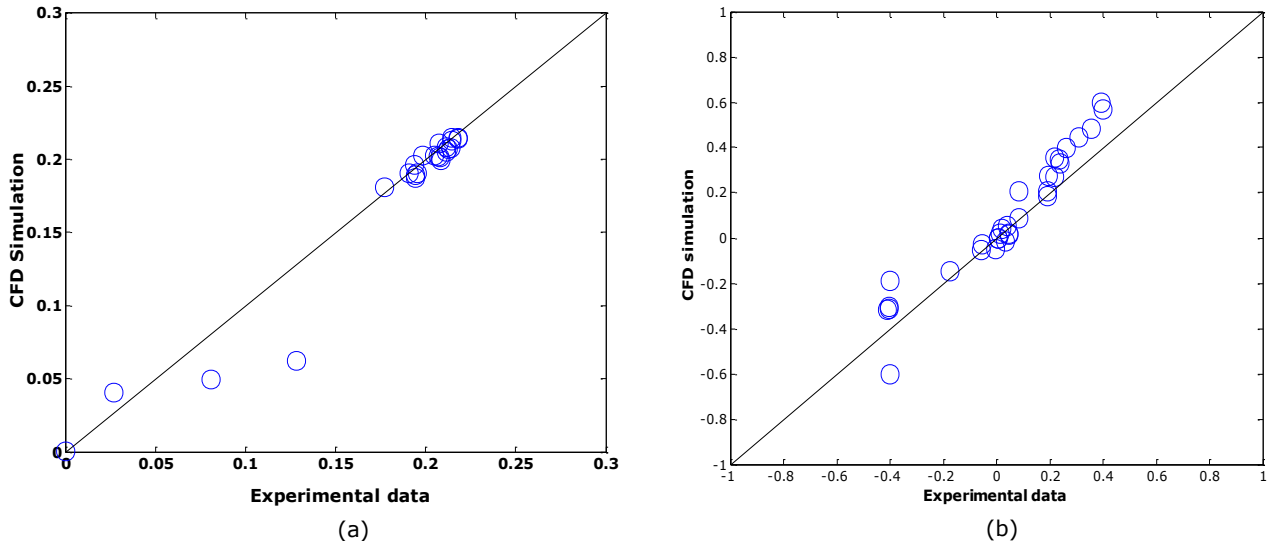 0.3
0.25
0.2
0.15
0.1
0.05
0
0 0.05 0.1 0.15 0.2 0.25 0.3
CFD Simulation
Experimental data
(a)
1
0.8
0.6
0.4
0.2
0
-0.2
-0.4
-0.6
-0.8
-1
-1 -0.8 -0.6 -0.4 -0.2 0 0.2 0.4 0.6 0.8 1
CFD simulation
Experimental data
(b)